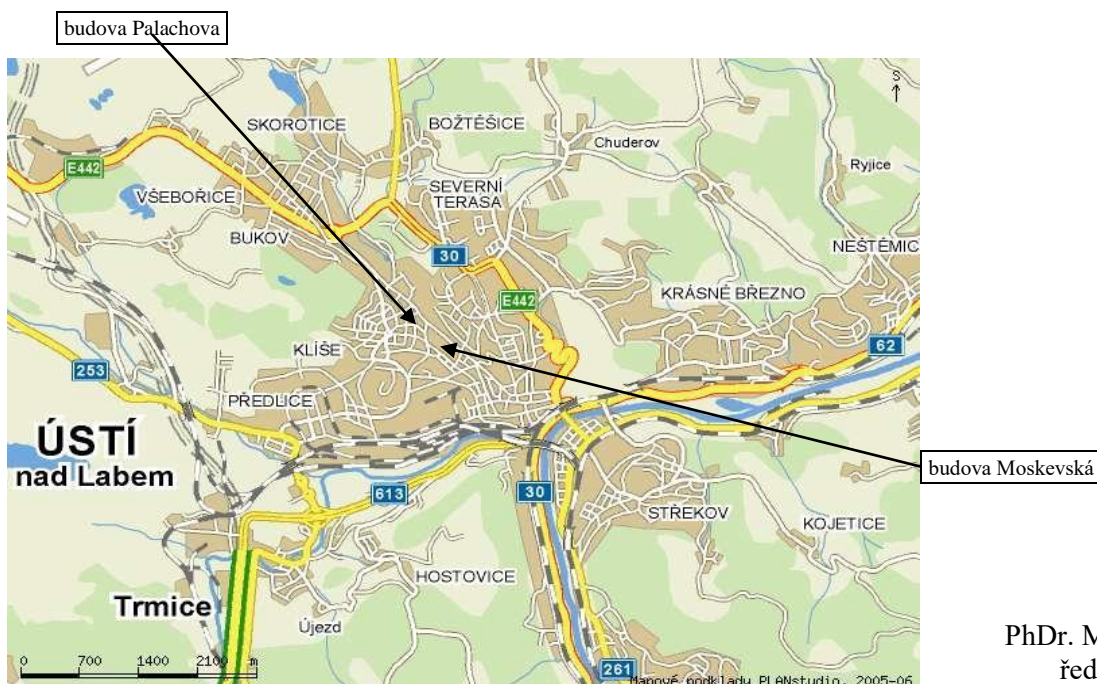 budova Palachova
S
SKOROTICE
BOŽTĚŠICE
Chuderov
E442
Ryjice
VŠEBOŘICE
SEVERNÍ
TERASA
BUKOV
30
NEŠTĚMIC
KRÁSNÉ BŘEZNO
E442
62
KLÍŠE
253
PŘEDLICE
ÚSTÍ
nad Labem
budova Moskevská
613
30
STŘEKOV
KOJETICE
HOSTOVICE
Trmice
Újezd
PhDr. M
řed
0 700 1400 2100 m
261
Mapové podklady PLANstudio, 2005-06